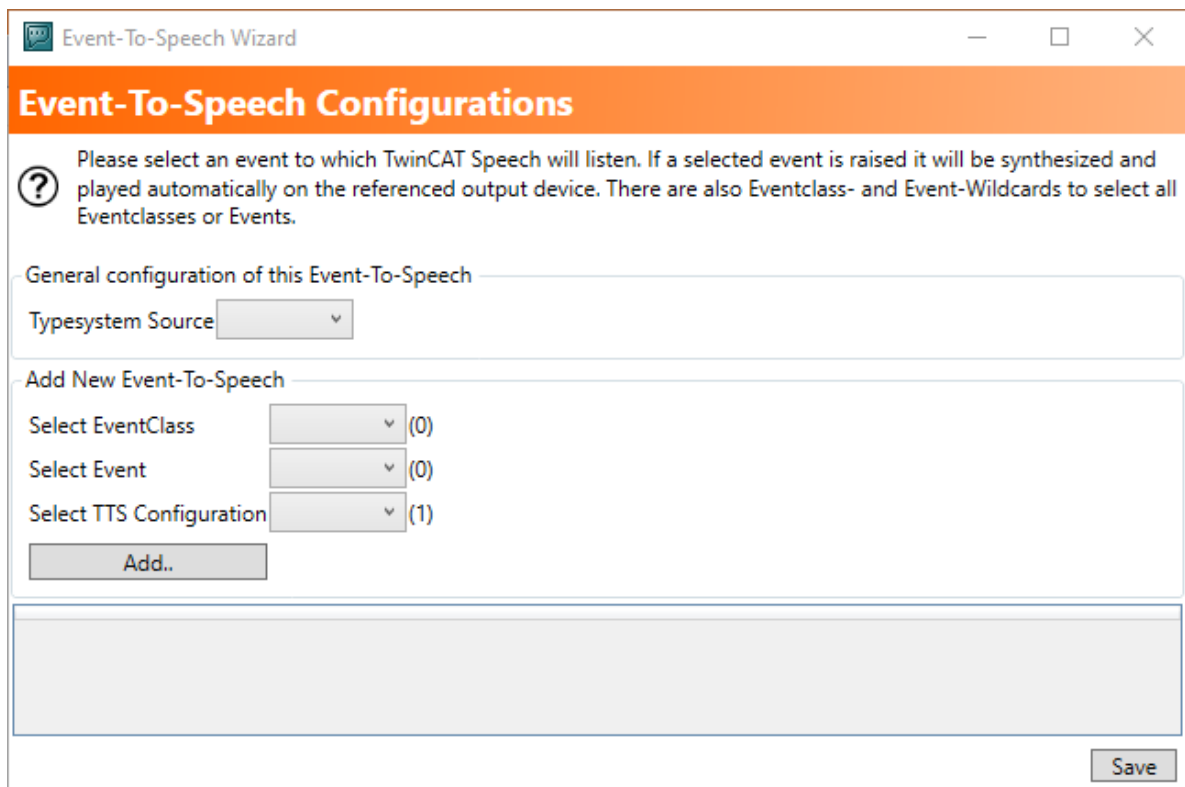 Event-To-Speech Wizard
Event-To-Speech Configurations
Please select an event to which TwinCAT Speech will listen. If a selected event is raised it will be synthesized and
played automatically on the referenced output device. There are also Eventclass- and Event-Wildcards to select all
Eventclasses or Events.
General configuration of this Event-To-Speech
Typesystem Source
Add New Event-To-Speech
Select EventClass (0)
Select Event (0)
Select TTS Configuration (1)
Add..
Save